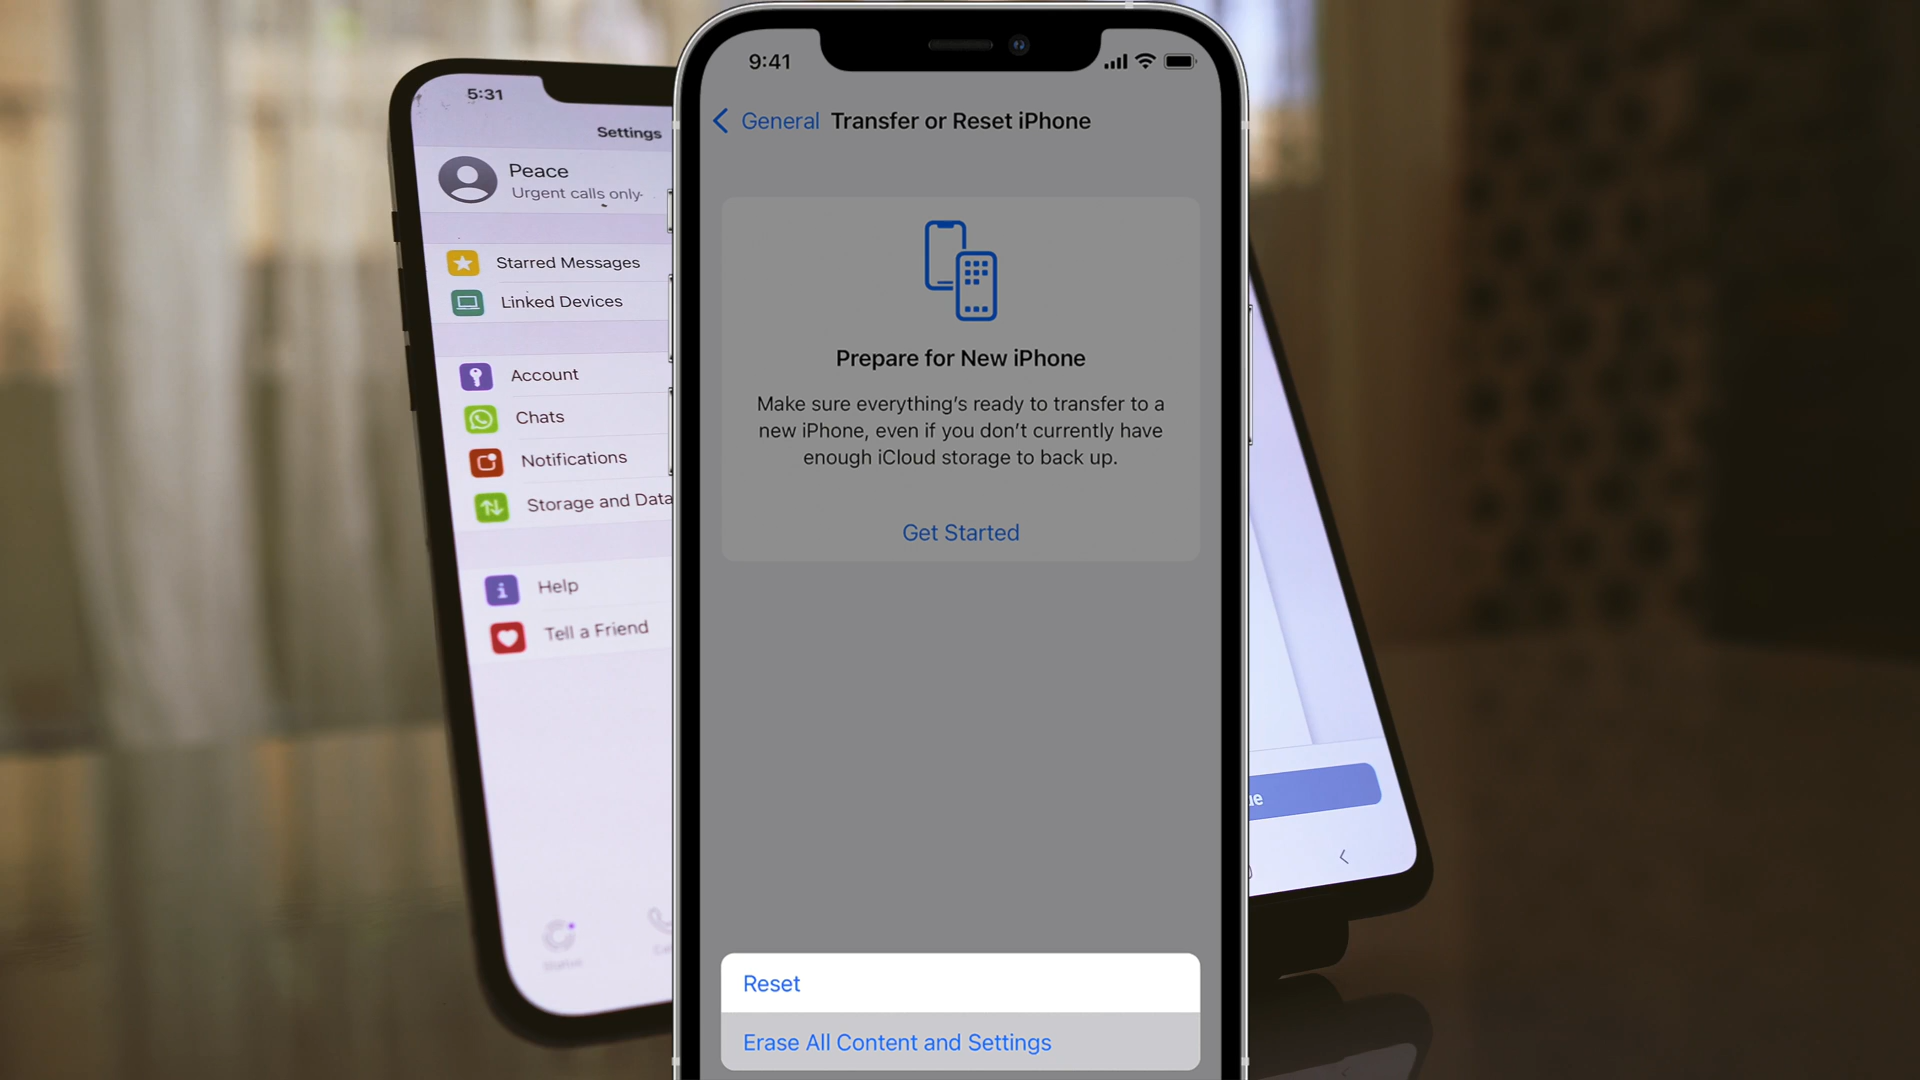 5:31
Settings
Peace
Urgent calls only
Starred Messages
Linked Devices
Account
Chats
Notifications
Storage and Data
Help
Tell a Friend
9:41
General Transfer or Reset iPhone
Prepare for New iPhone
Make sure everything’s ready to transfer to a
new iPhone, even if you don’t currently have
enough iCloud storage to back up.
Get Started
Reset
Erase All Content and Settings